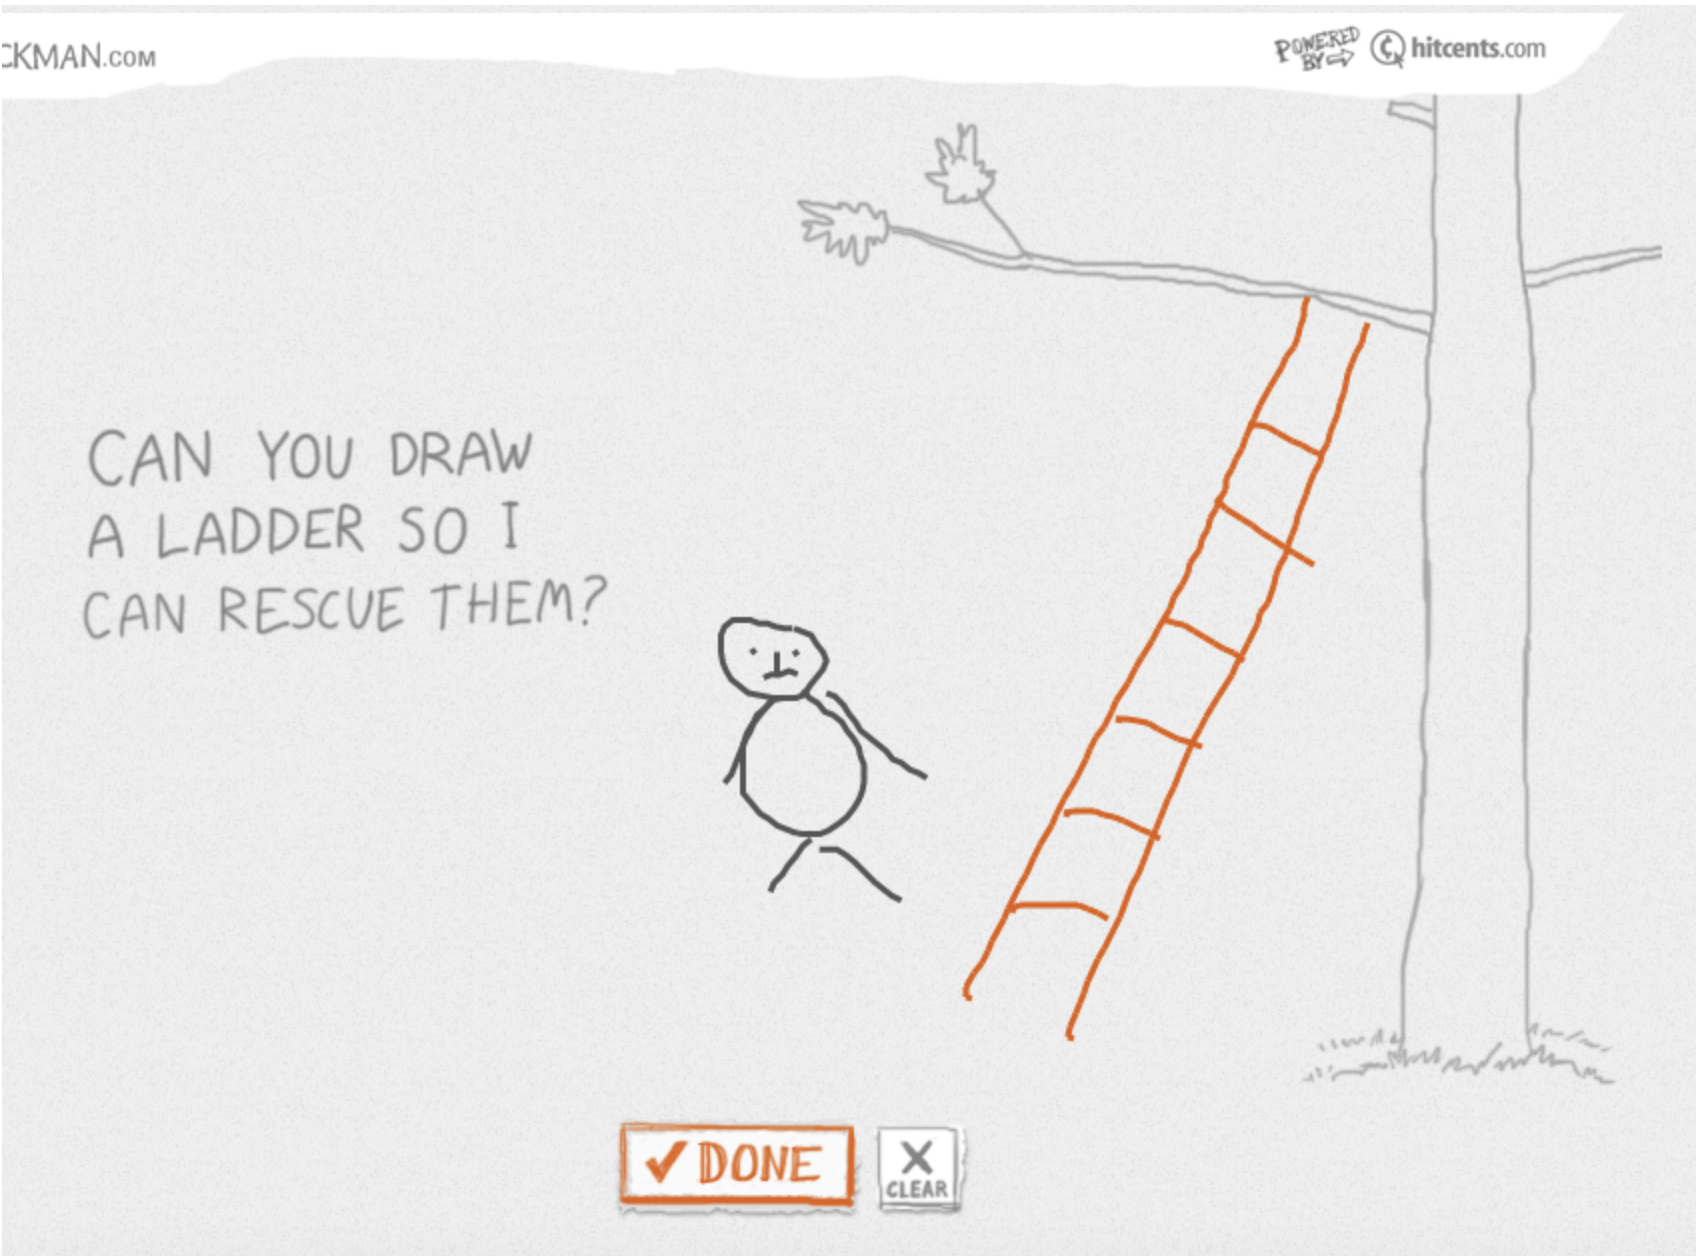 CKMAN.COM
POWERED
BY
hitcents.com
CAN YOU DRAW
A LADDER SO I
CAN RESCUE THEM?
DONE
X
CLEAR